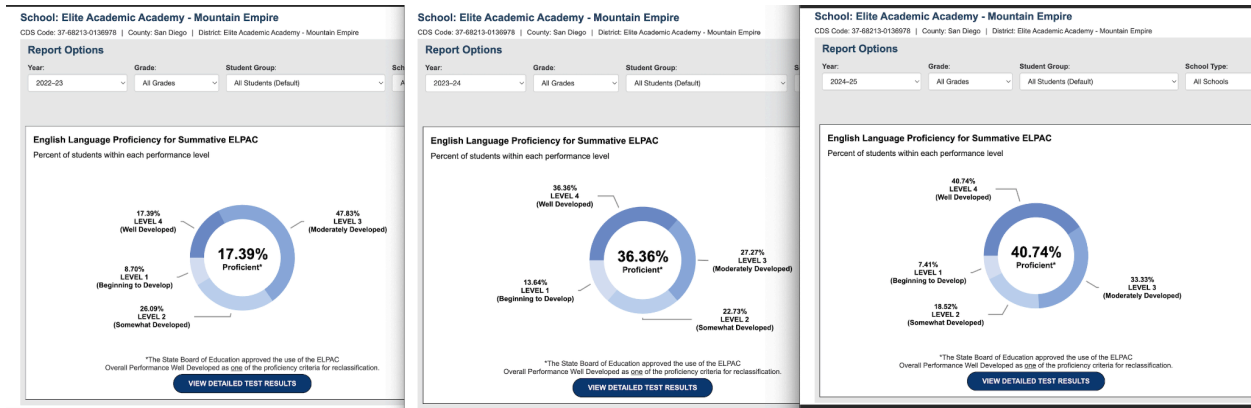 School: Elite Academic Academy - Mountain Empire
CDS Code: 37-68213-0136978 | County: San Diego | District: Elite Academic Academy - Mountain Empire
Report Options
Year:
Grade:
Student Group:
Sch
2022–23
All Grades
All Students (Default)
A
English Language Proficiency for Summative ELPAC
Percent of students within each performance level
17.39%
LEVEL 4
(Well Developed)
47.83%
LEVEL 3
(Moderately Developed)
17.39%
Proficient*
8.70%
LEVEL 1
(Beginning to Develop)
26.09%
LEVEL 2
(Somewhat Developed)
*The State Board of Education approved the use of the ELPAC
Overall Performance Well Developed as one of the proficiency criteria for reclassification.
VIEW DETAILED TEST RESULTS
School: Elite Academic Academy - Mountain Empire
CDS Code: 37-68213-0136978 | County: San Diego | District: Elite Academic Academy - Mountain Empire
Report Options
Year:
Grade:
Student Group:
S
2023–24
All Grades
All Students (Default)
English Language Proficiency for Summative ELPAC
Percent of students within each performance level
36.36%
LEVEL 4
(Well Developed)
36.36%
Proficient*
27.27%
LEVEL 3
(Moderately Developed)
13.64%
LEVEL 1
(Beginning to Develop)
22.73%
LEVEL 2
(Somewhat Developed)
*The State Board of Education approved the use of the ELPAC
Overall Performance Well Developed as one of the proficiency criteria for reclassification.
VIEW DETAILED TEST RESULTS
School: Elite Academic Academy - Mountain Empire
CDS Code: 37-68213-0136978 | County: San Diego | District: Elite Academic Academy - Mountain Empire
Report Options
Year:
Grade:
Student Group:
School Type:
2024–25
All Grades
All Students (Default)
All Schools
English Language Proficiency for Summative ELPAC
Percent of students within each performance level
40.74%
LEVEL 4
(Well Developed)
40.74%
Proficient*
7.41%
LEVEL 1
(Beginning to Develop)
33.33%
LEVEL 3
(Moderately Developed)
18.52%
LEVEL 2
(Somewhat Developed)
*The State Board of Education approved the use of the ELPAC
Overall Performance Well Developed as one of the proficiency criteria for reclassification.
VIEW DETAILED TEST RESULTS